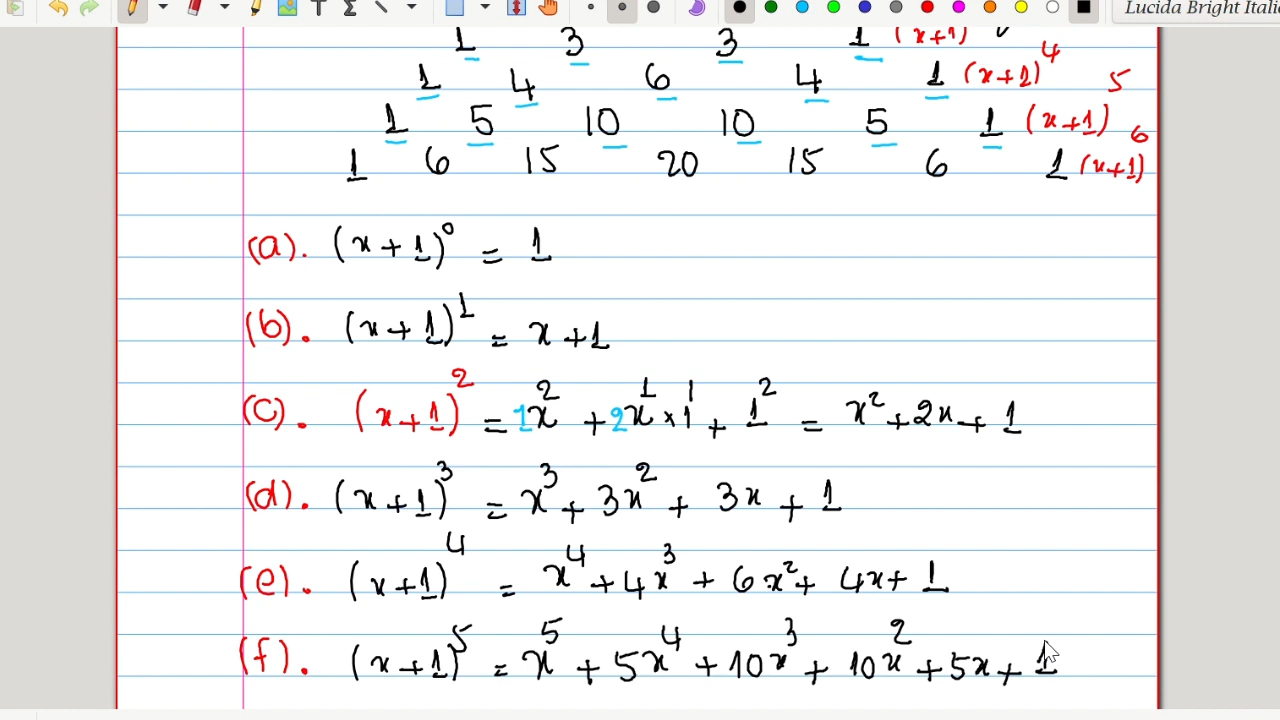 Lucida Bright Itali
1 3 3 1 (x+1)
1 4 6 4 1 (x+1)⁴
1 5 10 10 5 1 (x+1)⁵
1 6 15 20 15 6 1 (x+1)⁶
(a). (x+1)⁰ = 1
(b). (x+1)¹ = x+1
(c). (x+1)² = 1x² + 2x¹×1¹ + 1² = x²+2x+1
(d). (x+1)³ = x³+3x² + 3x + 1
(e). (x+1)⁴ = x⁴+4x³ + 6x²+ 4x+ 1
(f). (x+1)⁵ = x⁵ + 5x⁴ + 10x³ + 10x² + 5x + 1